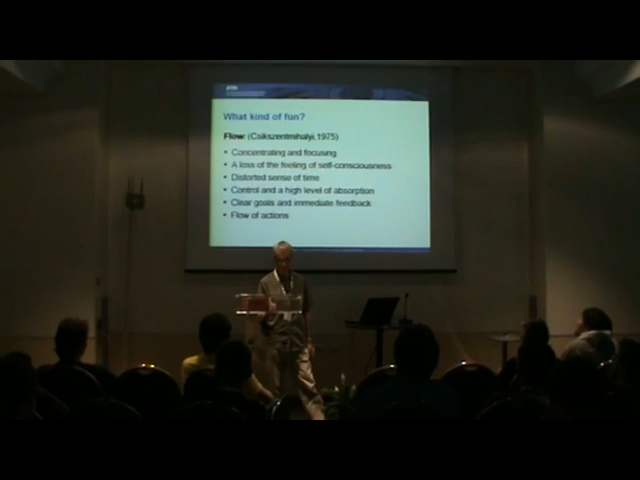 What kind of fun?
Flow: (Csikszentmihalyi,1975)
• Concentrating and focusing
• A loss of the feeling of self-consciousness
• Distorted sense of time
• Control and a high level of absorption
• Clear goals and immediate feedback
• Flow of actions